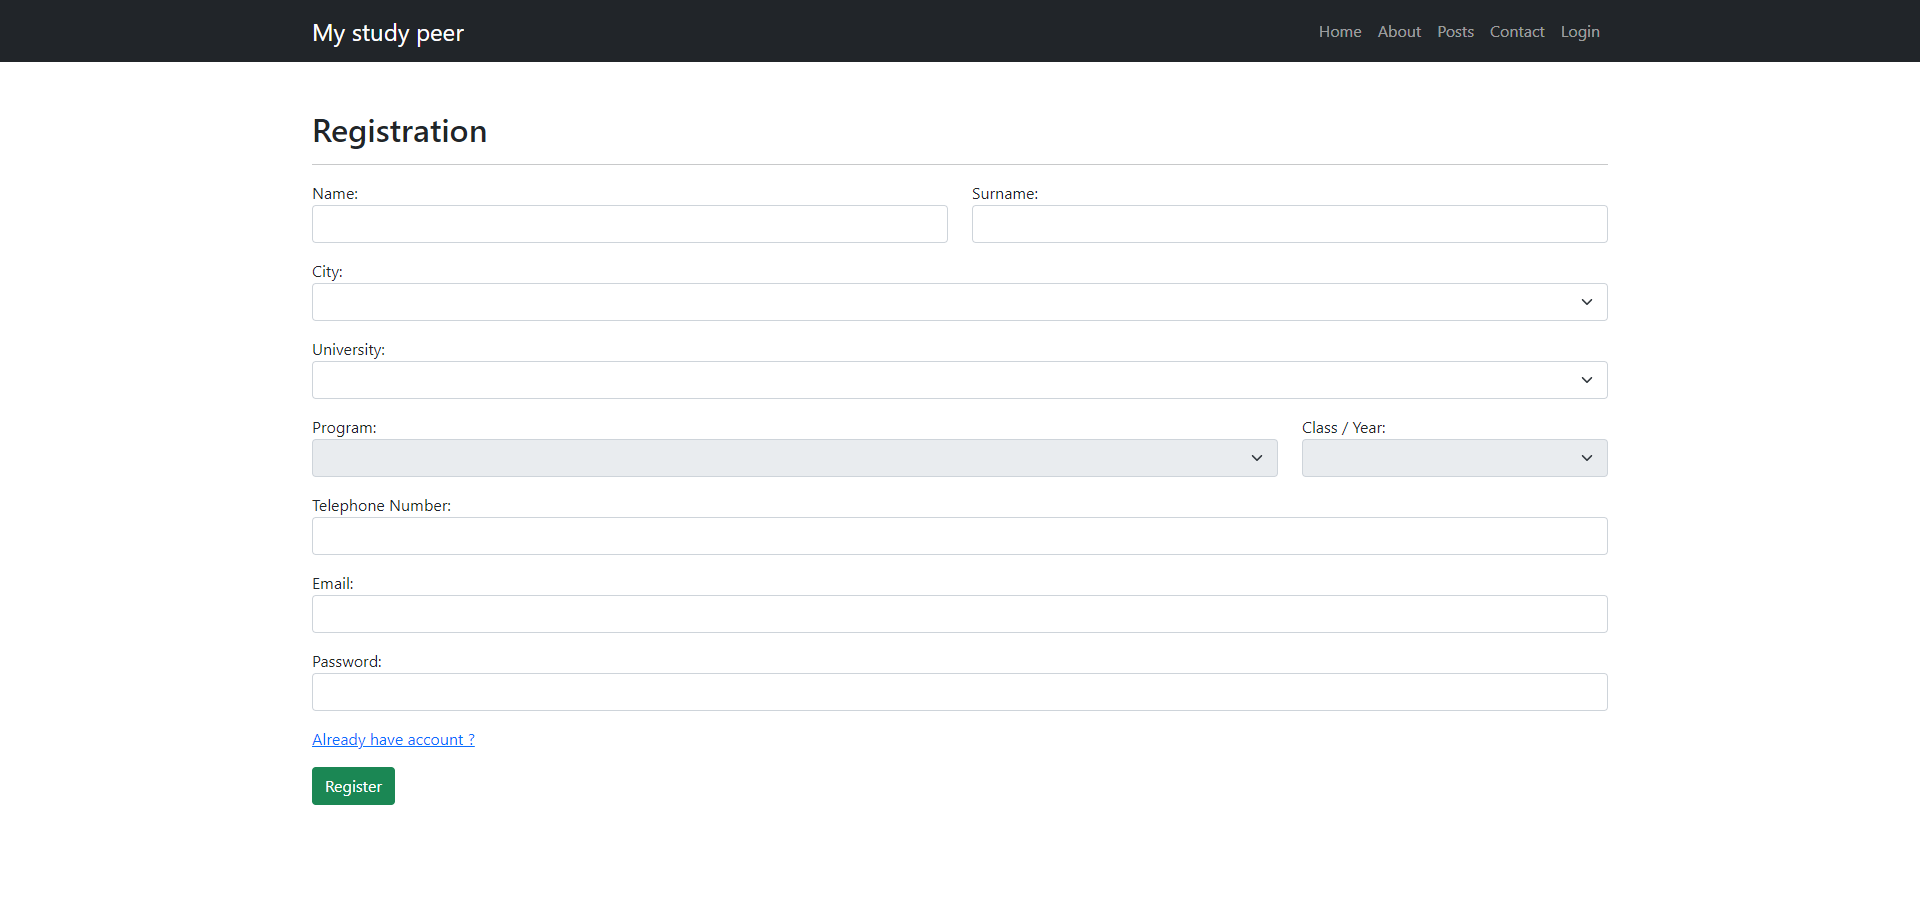 My study peer
Home About Posts Contact Login
Registration
Name: Surname:
City:
University:
Program: Class / Year:
Telephone Number:
Email:
Password:
Already have account ?
Register